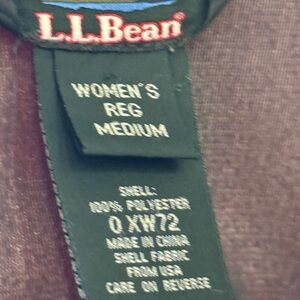 L.L.Bean®
WOMEN'S
REG
MEDIUM
SHELL:
100% POLYESTER
0 XW72
MADE IN CHINA
SHELL FABRIC
FROM USA
CARE ON REVERSE